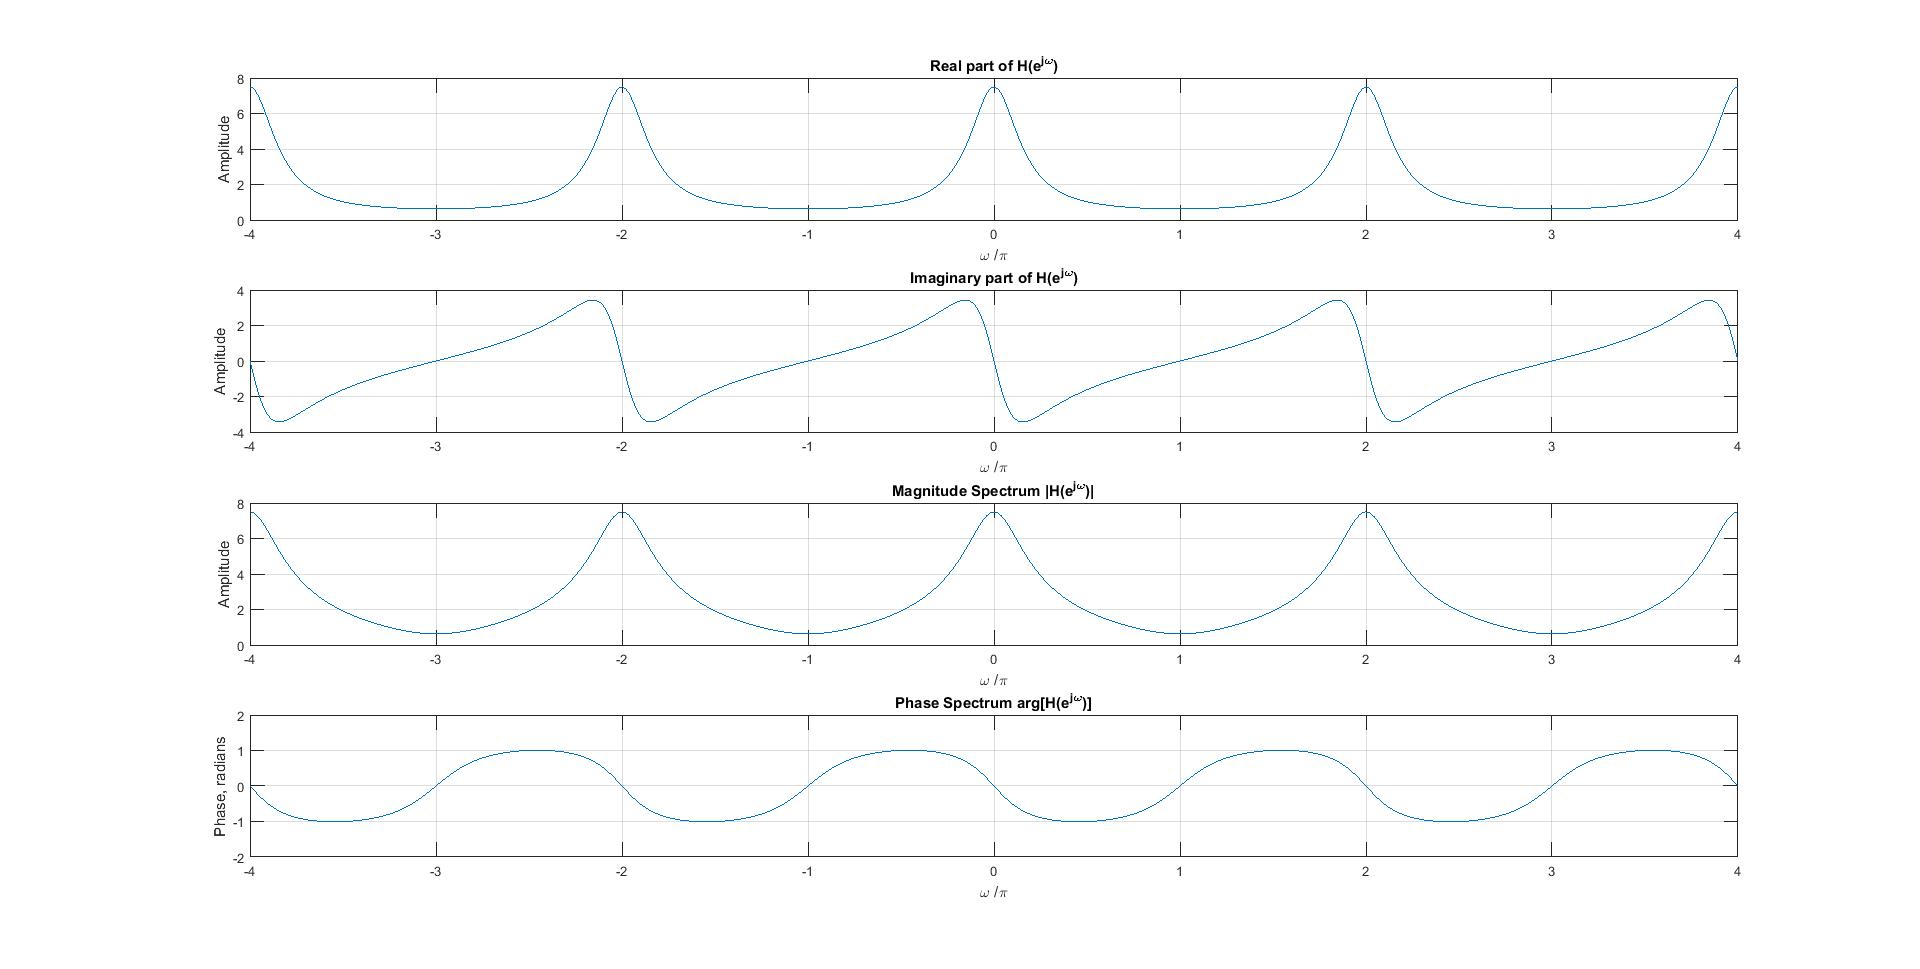 Real part of H(e^jω)
8
6
4
2
0
Amplitude
-4 -3 -2 -1 0 1 2 3 4
ω /π
Imaginary part of H(e^jω)
4
2
0
-2
-4
Amplitude
-4 -3 -2 -1 0 1 2 3 4
ω /π
Magnitude Spectrum |H(e^jω)|
8
6
4
2
0
Amplitude
-4 -3 -2 -1 0 1 2 3 4
ω /π
Phase Spectrum arg[H(e^jω)]
2
1
0
-1
-2
Phase, radians
-4 -3 -2 -1 0 1 2 3 4
ω /π